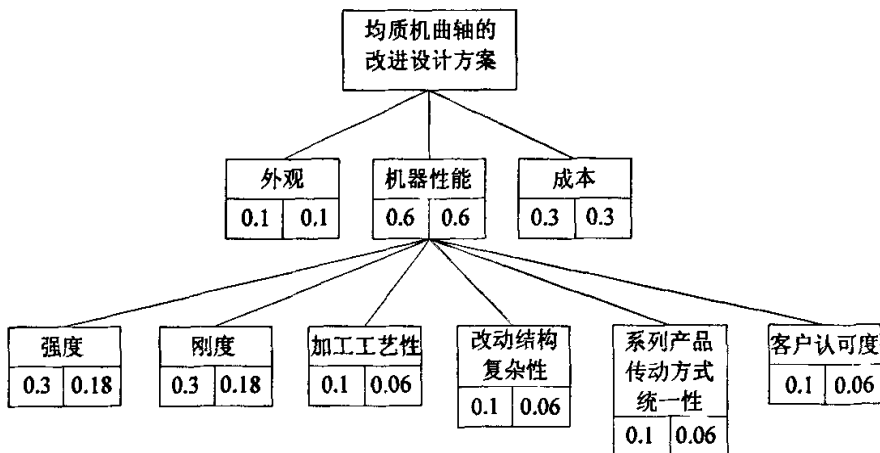 均质机曲轴的
改进设计方案
外观
0.1 0.1
机器性能
0.6 0.6
成本
0.3 0.3
强度
0.3 0.18
刚度
0.3 0.18
加工工艺性
0.1 0.06
改动结构
复杂性
0.1 0.06
系列产品
传动方式
统一性
0.1 0.06
客户认可度
0.1 0.06